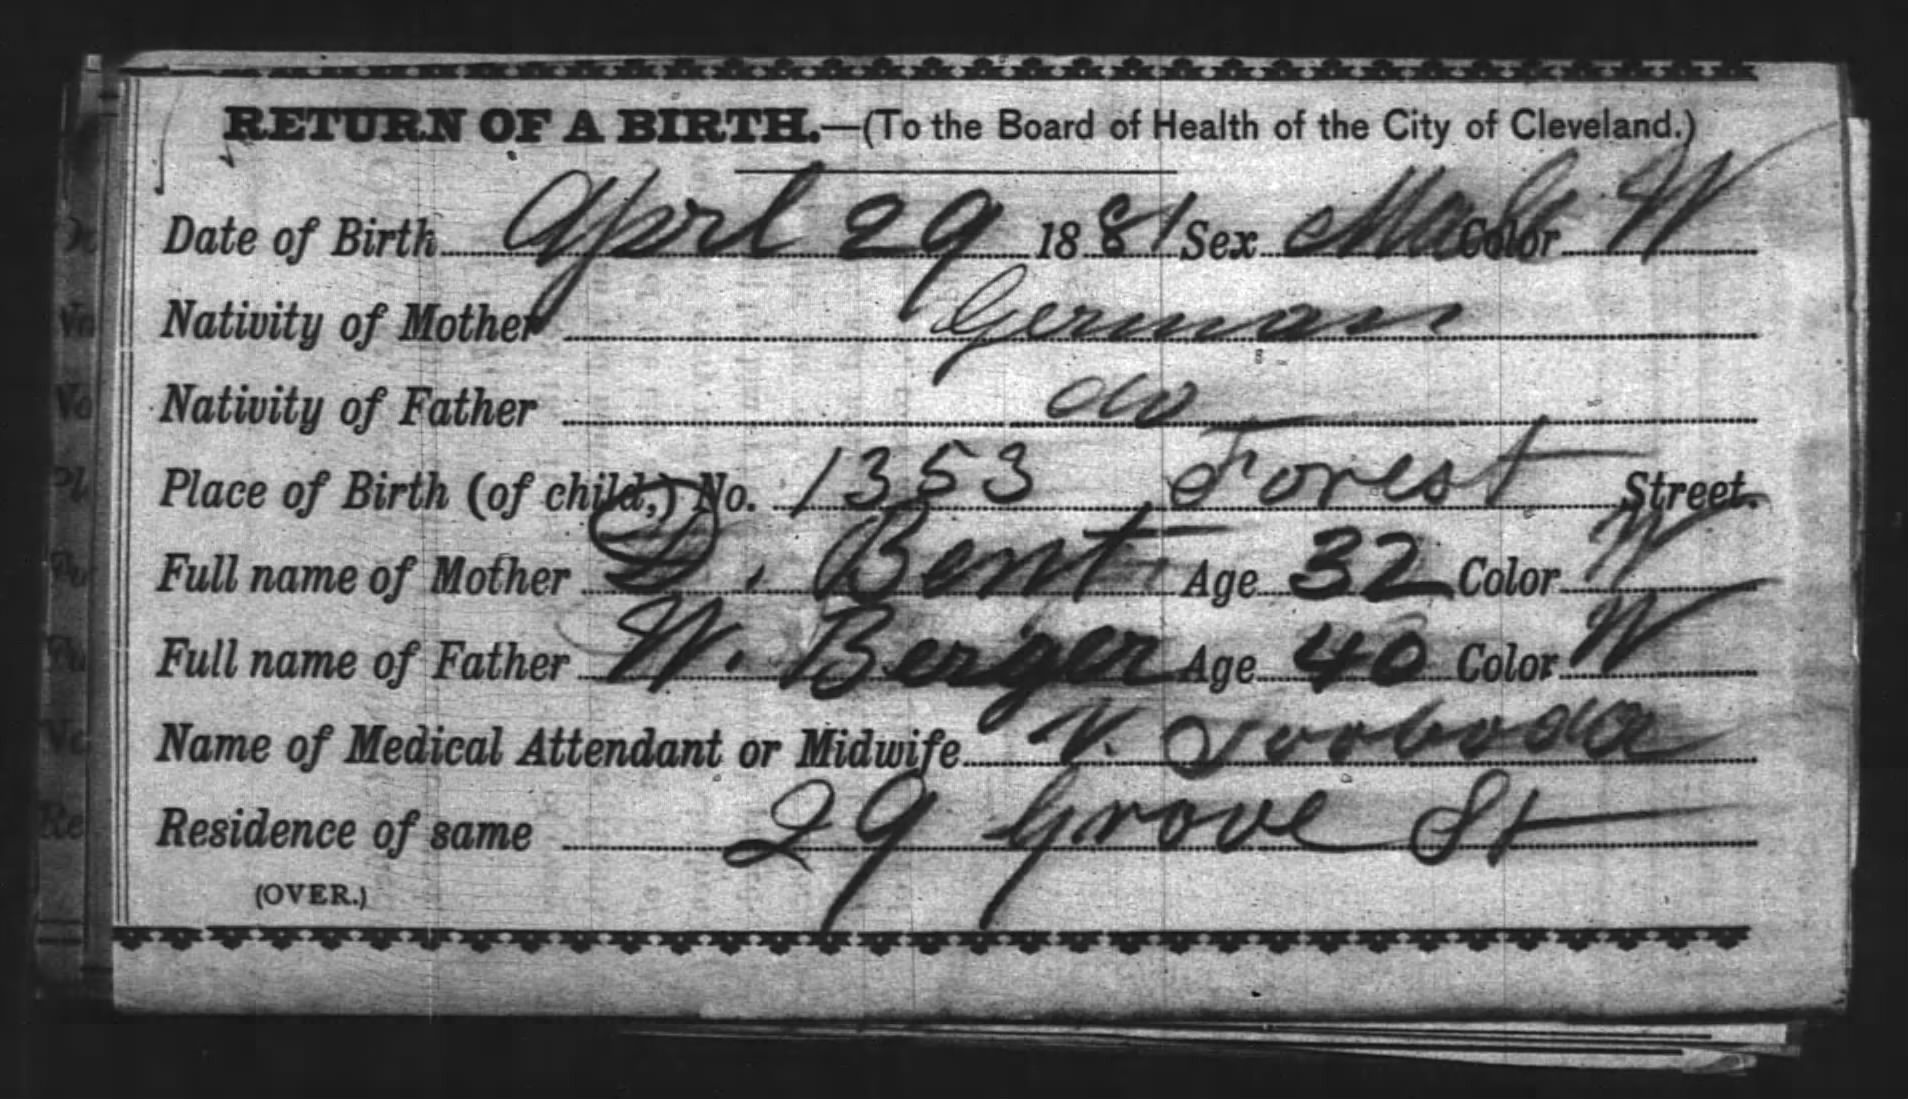 RETURN OF A BIRTH.—(To the Board of Health of the City of Cleveland.)
Date of Birth April 29 1881 Sex Male Color W
Nativity of Mother German
Nativity of Father do
Place of Birth (of child,) No. 1353 Forest Street.
Full name of Mother D. Bent Age 32 Color W
Full name of Father W. Berger Age 40 Color W
Name of Medical Attendant or Midwife V. Svoboda
Residence of same 29 Grove St
(OVER.)